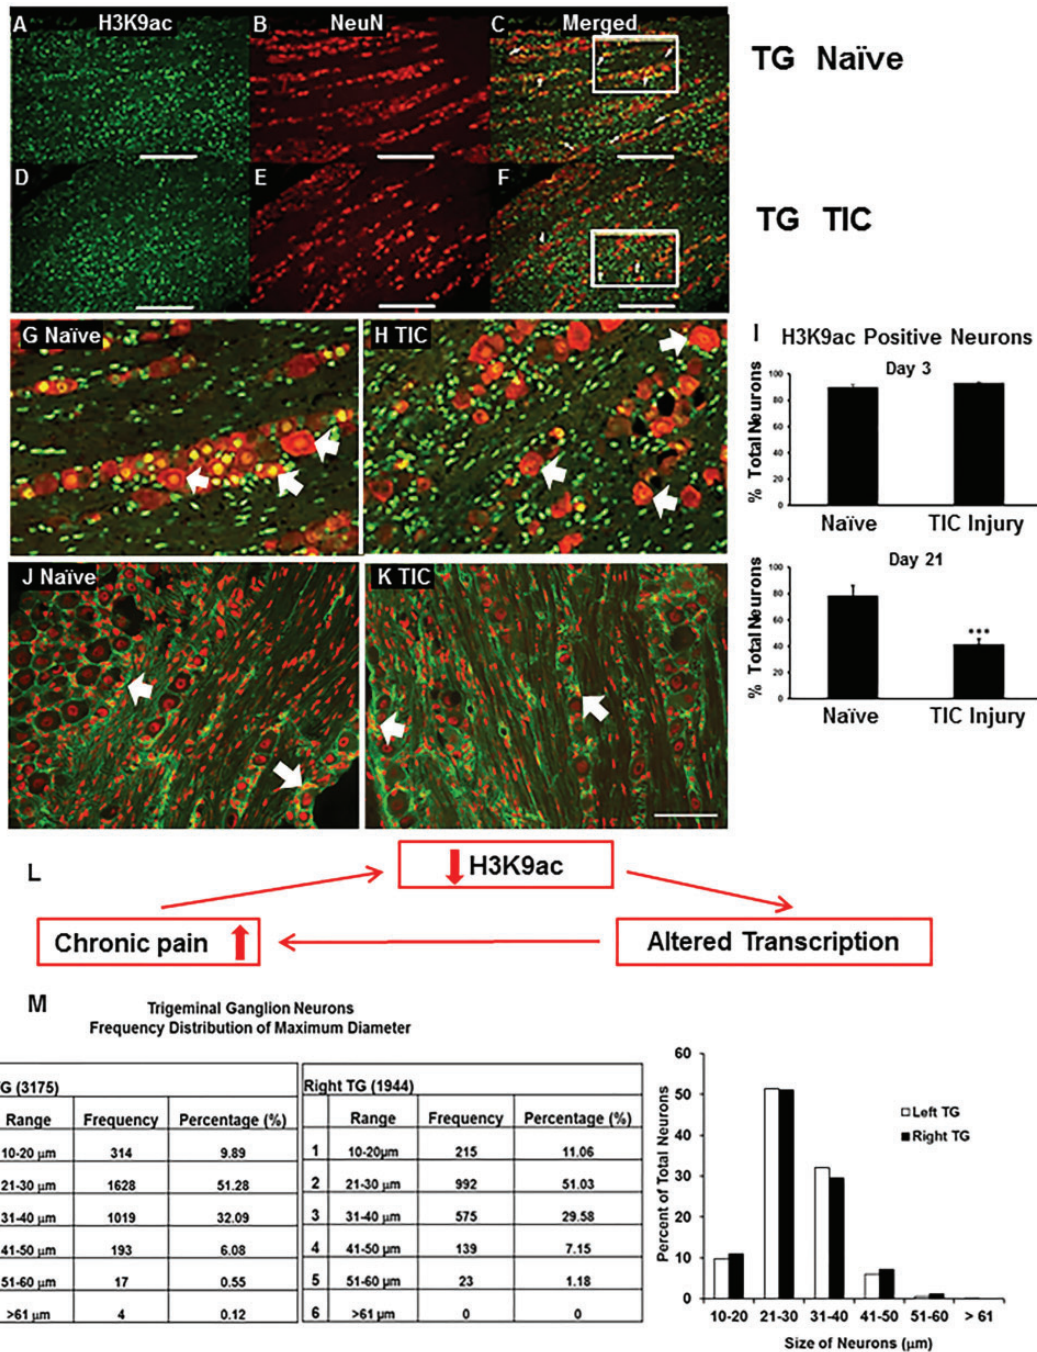 A H3K9ac B NeuN C Merged
TG Naïve
D E F
TG TIC
G Naïve H TIC
I H3K9ac Positive Neurons
Day 3
% Total Neurons
100
80
60
40
20
0
Naïve TIC Injury
J Naïve K TIC
Day 21
% Total Neurons
100
80
60
40
20
0
***
Naïve TIC Injury
L
H3K9ac
Chronic pain
Altered Transcription
M
Trigeminal Ganglion Neurons
Frequency Distribution of Maximum Diameter
G (3175)
Range Frequency Percentage (%)
10-20 µm 314 9.89
21-30 µm 1628 51.28
31-40 µm 1019 32.09
41-50 µm 193 6.08
51-60 µm 17 0.55
>61 µm 4 0.12
Right TG (1944)
Range Frequency Percentage (%)
1 10-20µm 215 11.06
2 21-30 µm 992 51.03
3 31-40 µm 575 29.58
4 41-50 µm 139 7.15
5 51-60 µm 23 1.18
6 >61 µm 0 0
Percent of Total Neurons
60
50
40
30
20
10
0
Left TG
Right TG
10-20 21-30 31-40 41-50 51-60 > 61
Size of Neurons (µm)